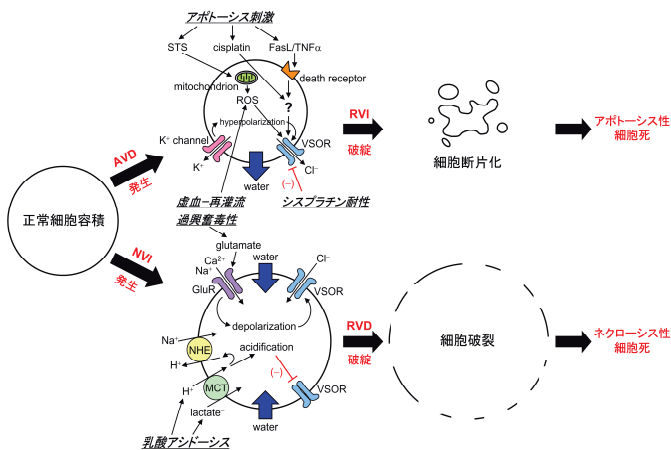 アポトーシス刺激
STS
cisplatin
FasL/TNFα
death receptor
mitochondrion
ROS
?
hyperpolarization
K⁺ channel
VSOR
K⁺
Cl⁻
water
(−)
RVI
破綻
細胞断片化
アポトーシス性
細胞死
AVD
発生
虚血−再灌流
シスプラチン耐性
過興奮毒性
正常細胞容積
NVI
発生
glutamate
Ca²⁺
Na⁺
GluR
water
Cl⁻
VSOR
depolarization
Na⁺
NHE
acidification
H⁺
(−)
MCT
H⁺
VSOR
lactate⁻
water
乳酸アシドーシス
RVD
破綻
細胞破裂
ネクローシス性
細胞死